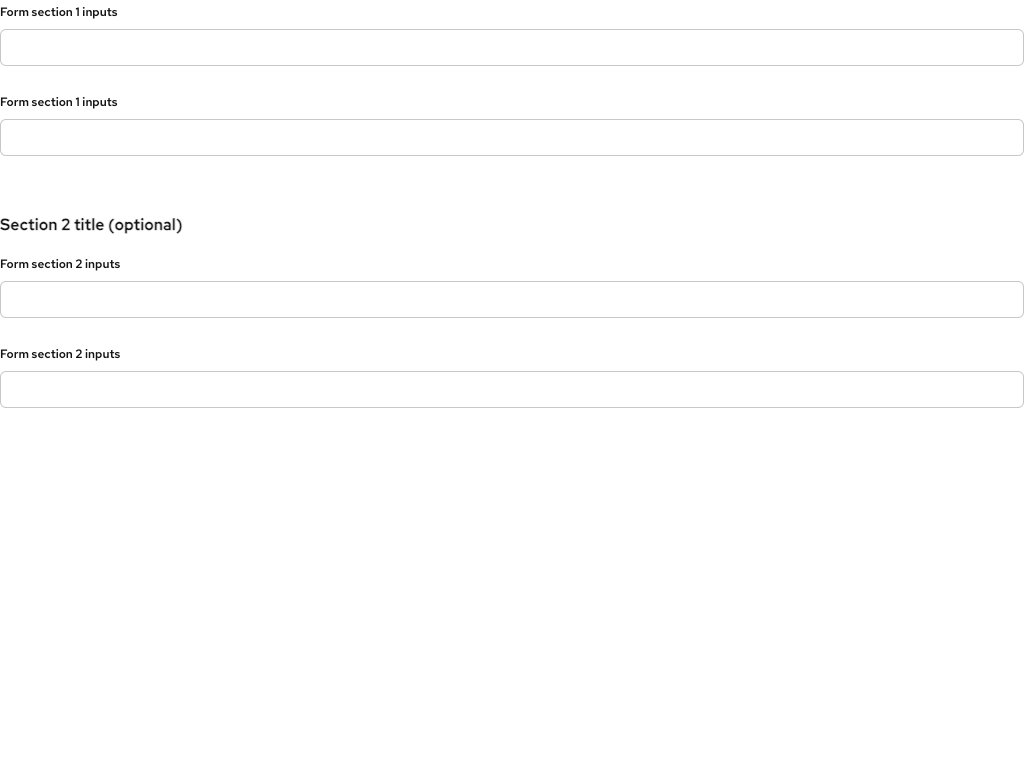 Form section 1 inputs
Form section 1 inputs
Section 2 title (optional)
Form section 2 inputs
Form section 2 inputs